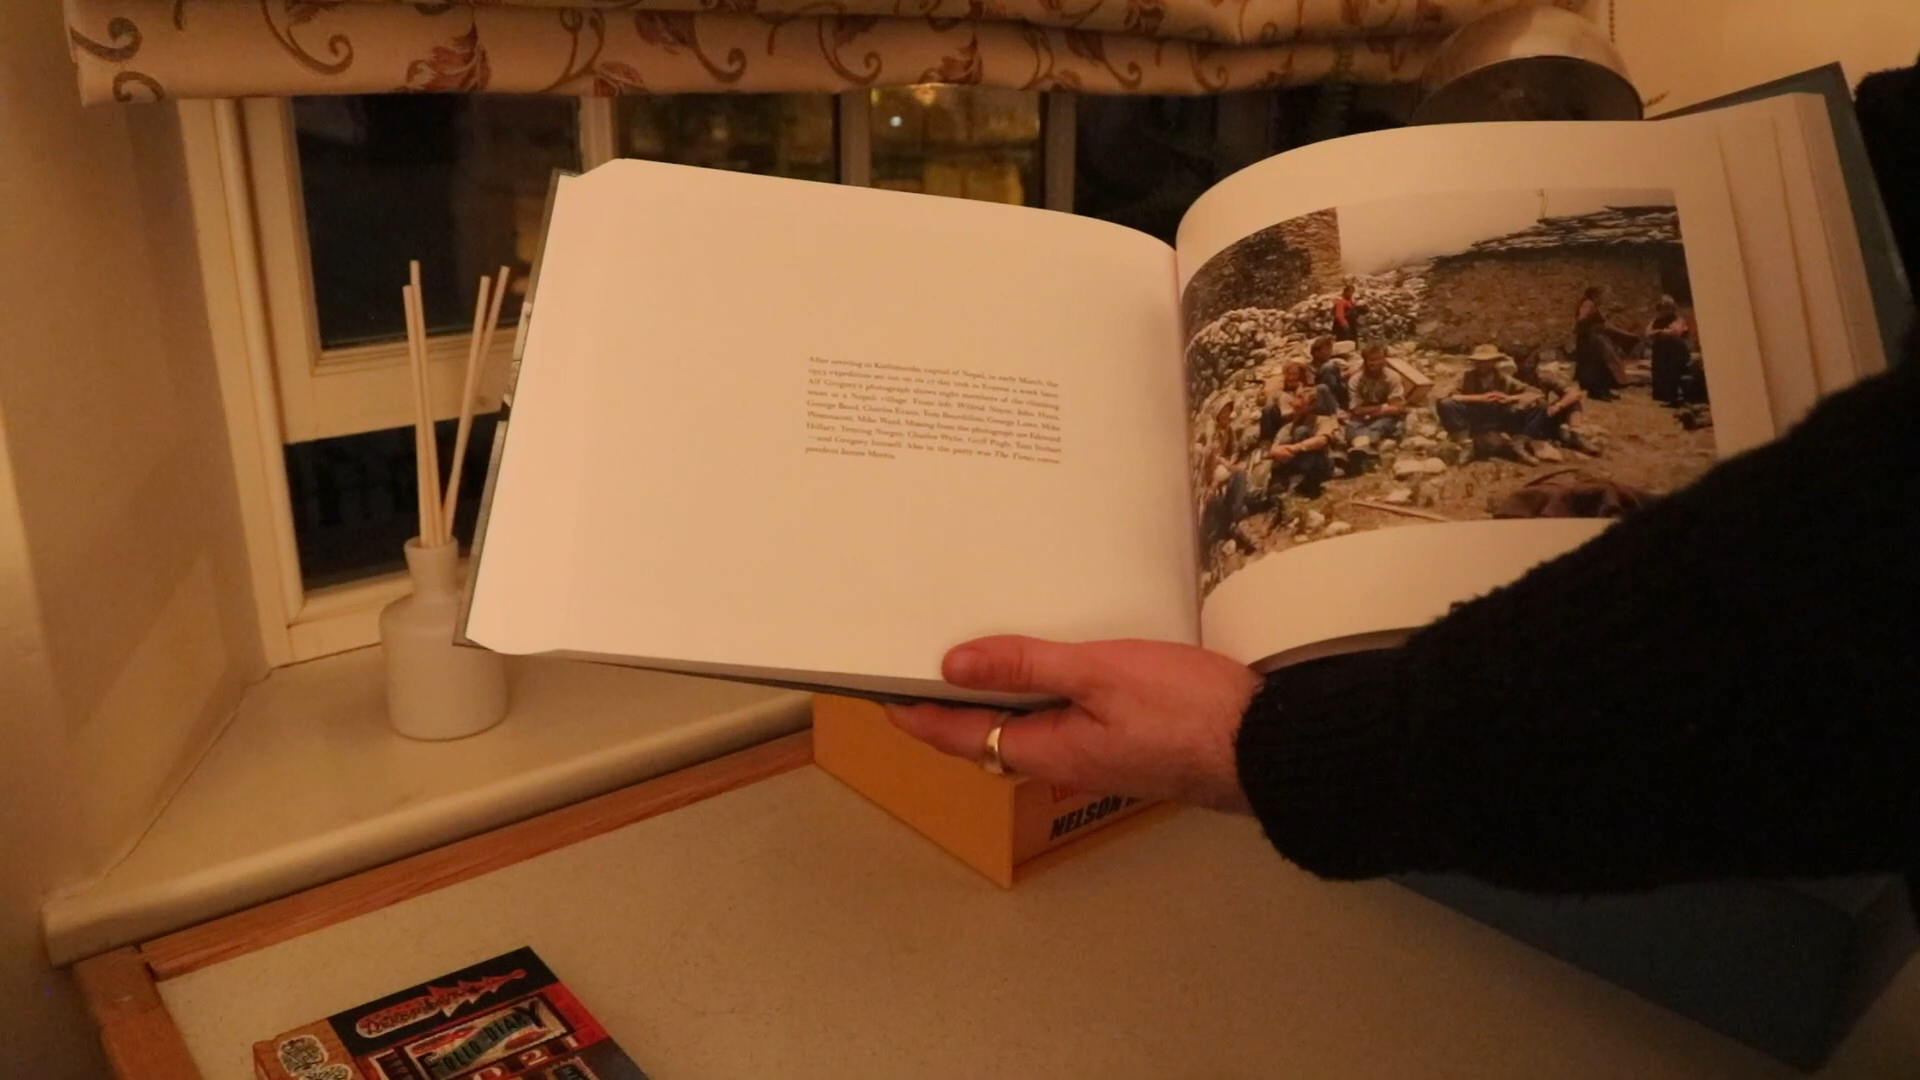 After arriving in Kathmandu, capital of Nepal, in early March, the
1953 expedition set out on its 17-day trek to Everest a week later.
Alf Gregory's photograph shows eight members of the climbing
team at a Nepali village. From left: Wilfrid Noyce, John Hunt,
George Band, Charles Evans, Tom Bourdillon, George Lowe, Mike
Westmacott, Mike Ward. Missing from the photograph are Edmund
Hillary, Tenzing Norgay, Charles Wylie, Griff Pugh, Tom Stobart
—and Gregory himself. Also in the party was The Times corres-
pondent James Morris.
NELSON
FOLIO DIARY